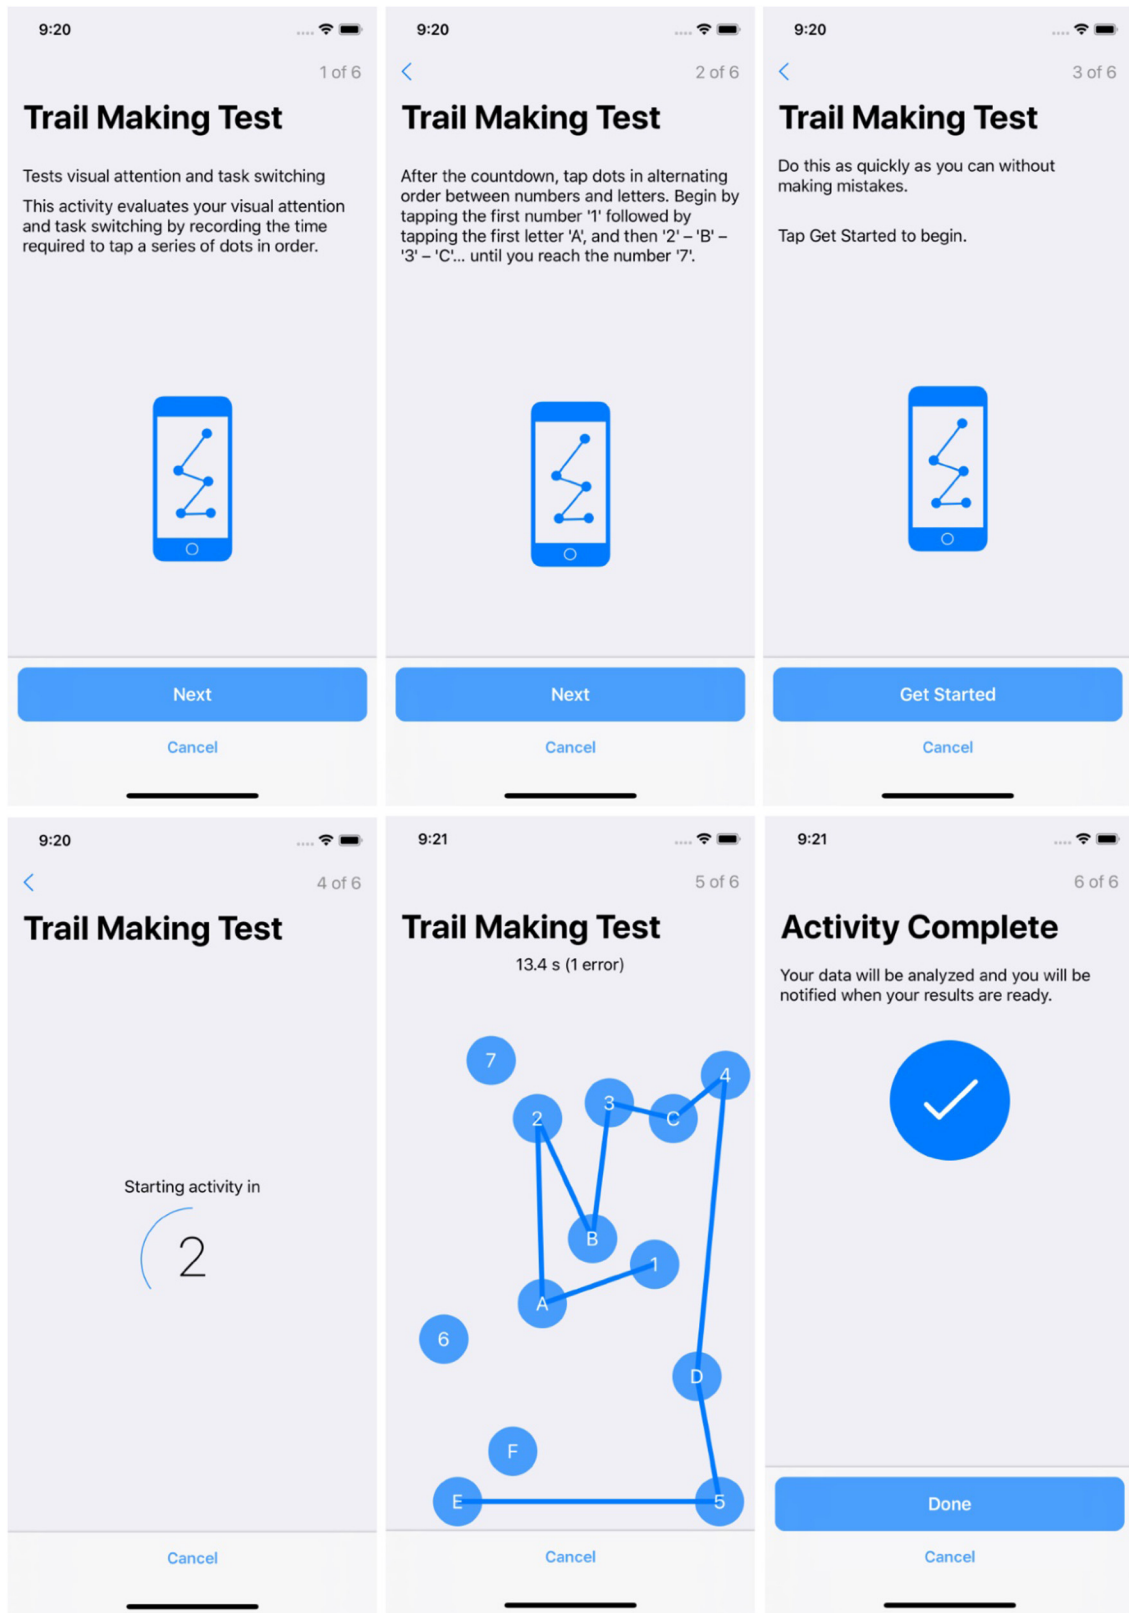 9:20
1 of 6
Trail Making Test
Tests visual attention and task switching
This activity evaluates your visual attention
and task switching by recording the time
required to tap a series of dots in order.
Next
Cancel
9:20
2 of 6
Trail Making Test
After the countdown, tap dots in alternating
order between numbers and letters. Begin by
tapping the first number '1' followed by
tapping the first letter 'A', and then '2' – 'B' –
'3' – 'C'... until you reach the number '7'.
Next
Cancel
9:20
3 of 6
Trail Making Test
Do this as quickly as you can without
making mistakes.
Tap Get Started to begin.
Get Started
Cancel
9:20
4 of 6
Trail Making Test
Starting activity in
2
Cancel
9:21
5 of 6
Trail Making Test
13.4 s (1 error)
7
4
3
2
C
B
1
A
6
D
F
E
5
Cancel
9:21
6 of 6
Activity Complete
Your data will be analyzed and you will be
notified when your results are ready.
Done
Cancel